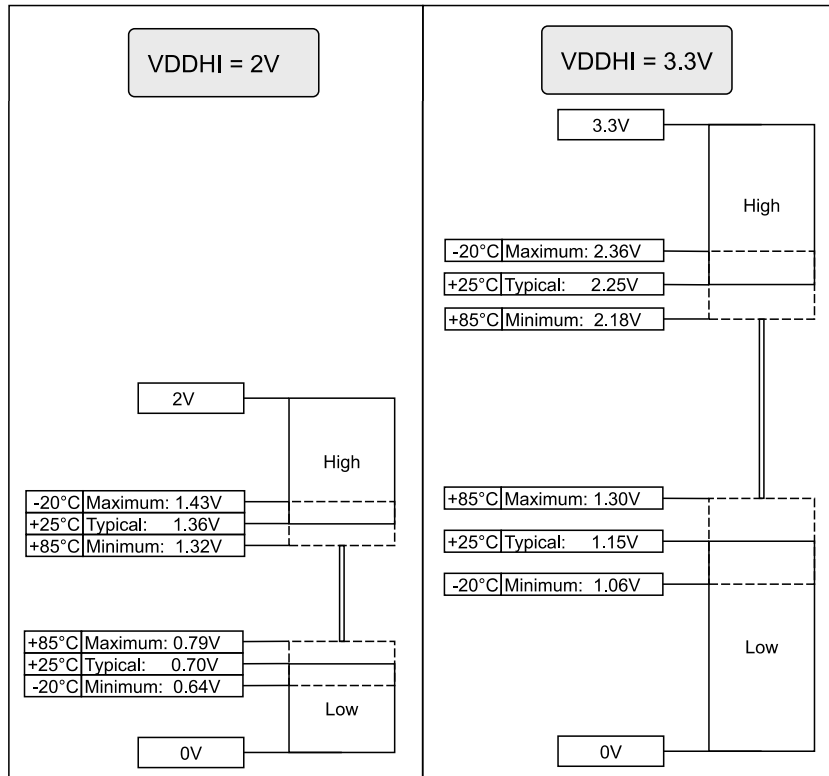 VDDHI = 2V
2V
High
-20°C Maximum: 1.43V
+25°C Typical: 1.36V
+85°C Minimum: 1.32V
+85°C Maximum: 0.79V
+25°C Typical: 0.70V
-20°C Minimum: 0.64V
Low
0V
VDDHI = 3.3V
3.3V
High
-20°C Maximum: 2.36V
+25°C Typical: 2.25V
+85°C Minimum: 2.18V
+85°C Maximum: 1.30V
+25°C Typical: 1.15V
-20°C Minimum: 1.06V
Low
0V